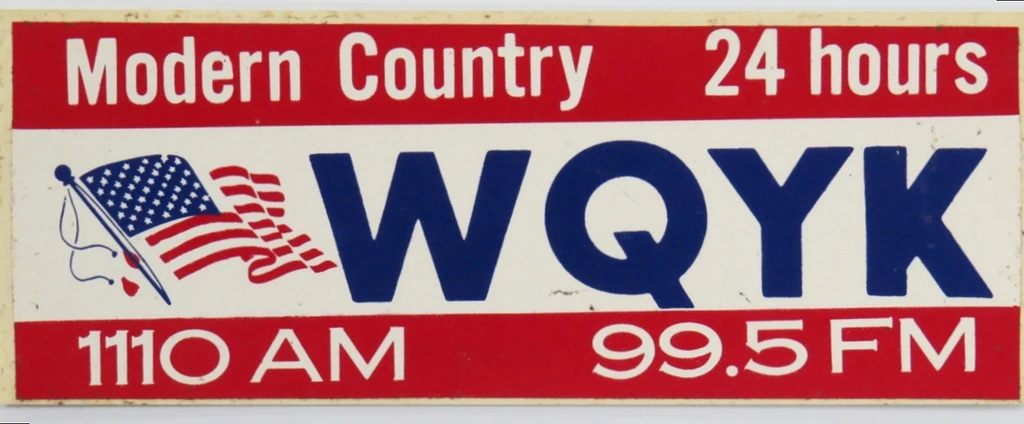 Modern Country 24 hours
WQYK
1110 AM 99.5 FM